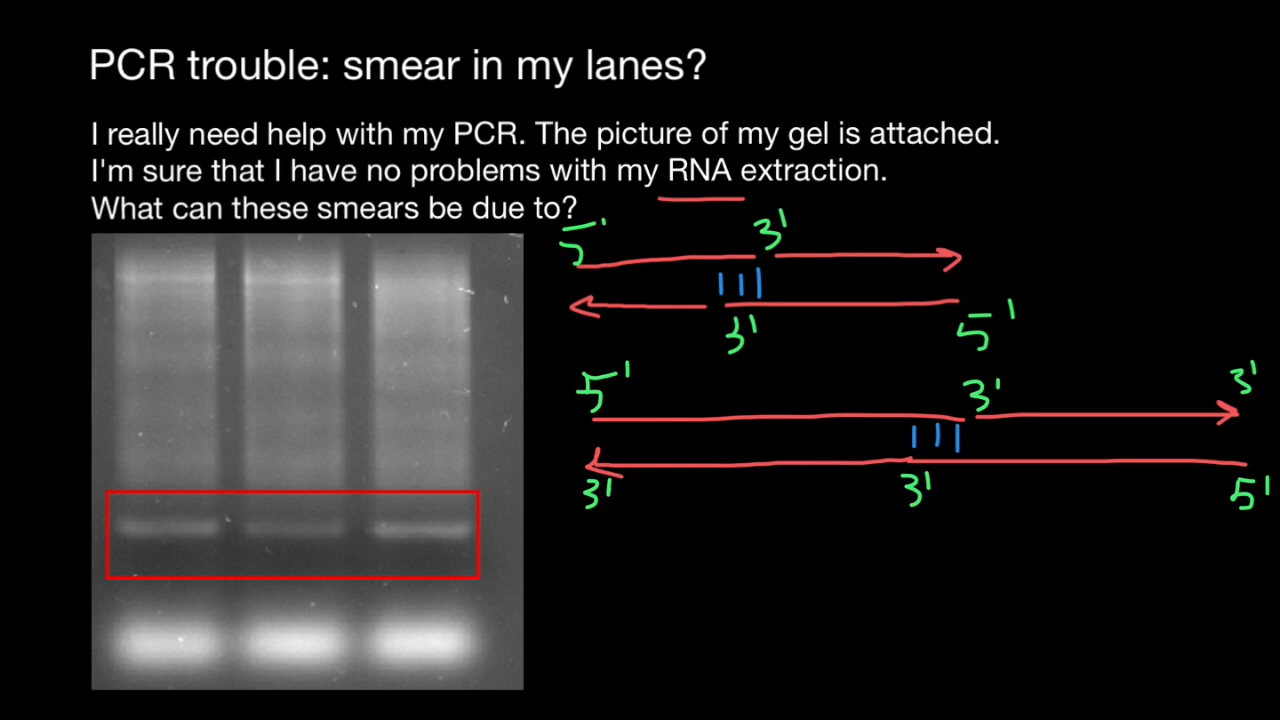 PCR trouble: smear in my lanes?
I really need help with my PCR. The picture of my gel is attached.
I'm sure that I have no problems with my RNA extraction.
What can these smears be due to?
5' 3'
3' 5'
5' 3' 3'
3' 3' 5'